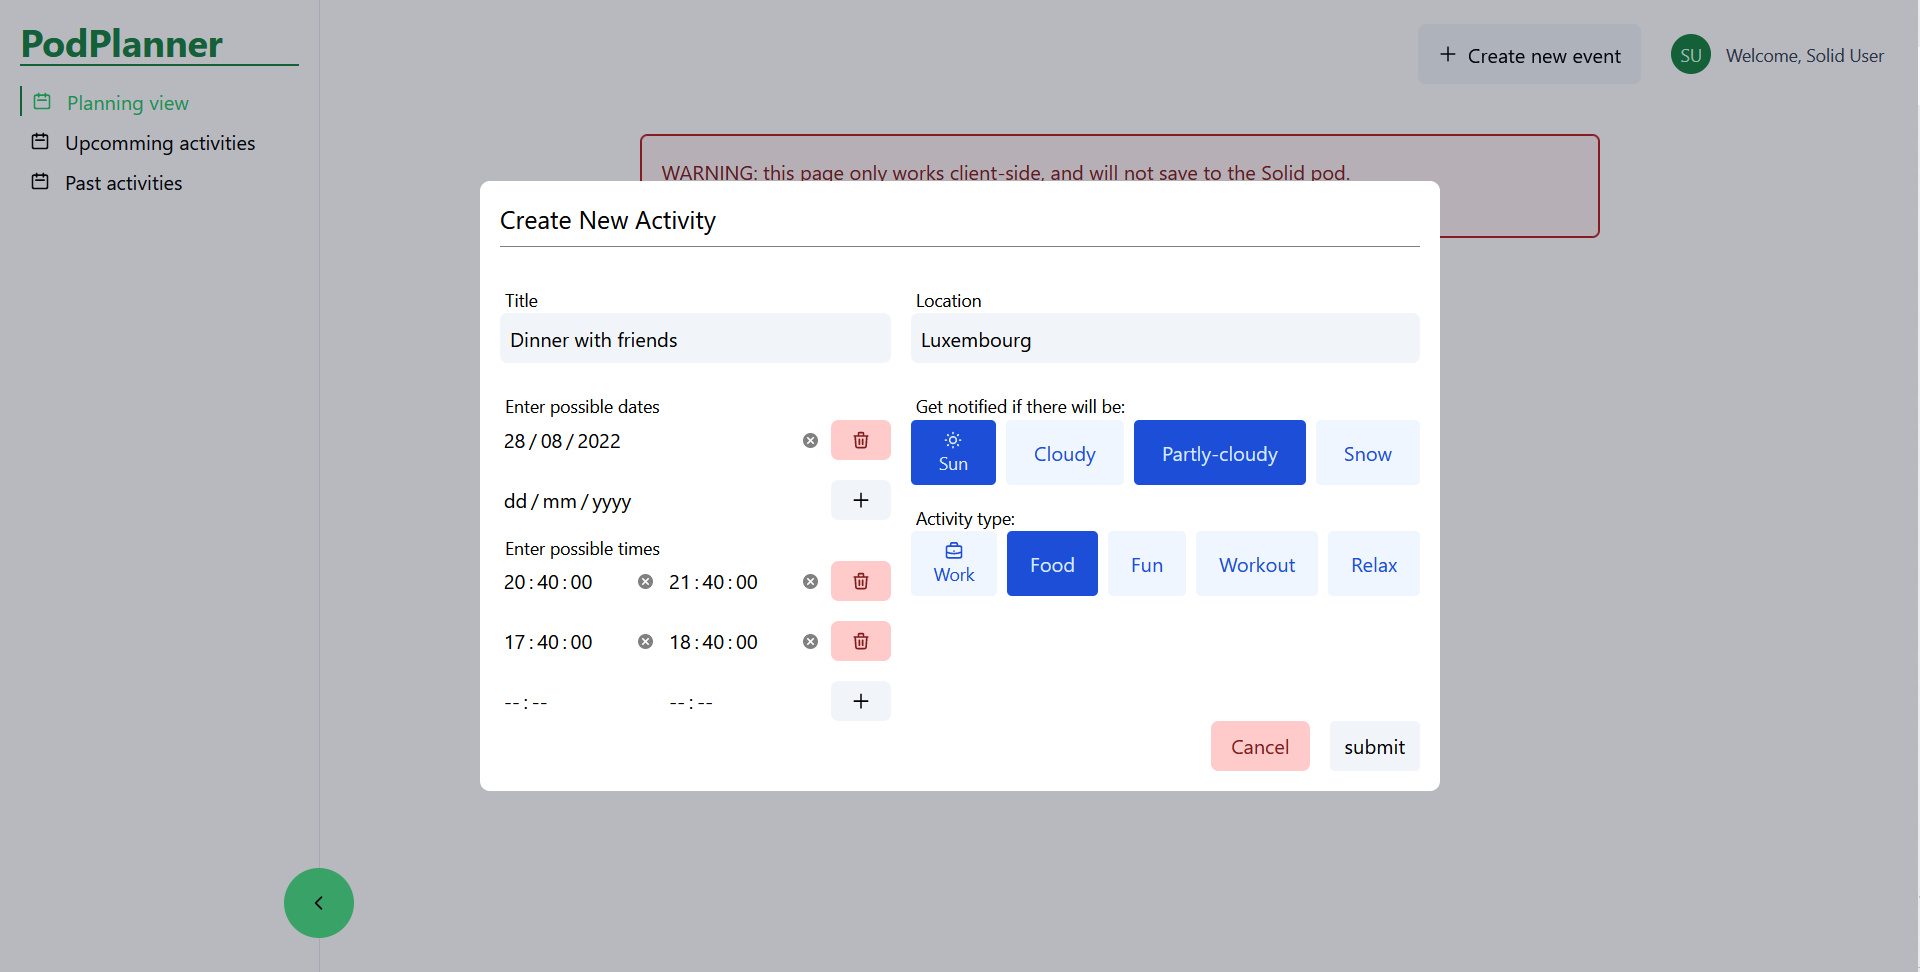 PodPlanner
Planning view
Upcomming activities
Past activities
Create new event
SU
Welcome, Solid User
WARNING: this page only works client-side, and will not save to the Solid pod.
Create New Activity
Title
Location
Dinner with friends
Luxembourg
Enter possible dates
28/08/2022
dd/mm/yyyy
Enter possible times
20:40:00 21:40:00
17:40:00 18:40:00
--:-- --:--
Get notified if there will be:
Sun
Cloudy
Partly-cloudy
Snow
Activity type:
Work
Food
Fun
Workout
Relax
Cancel
submit